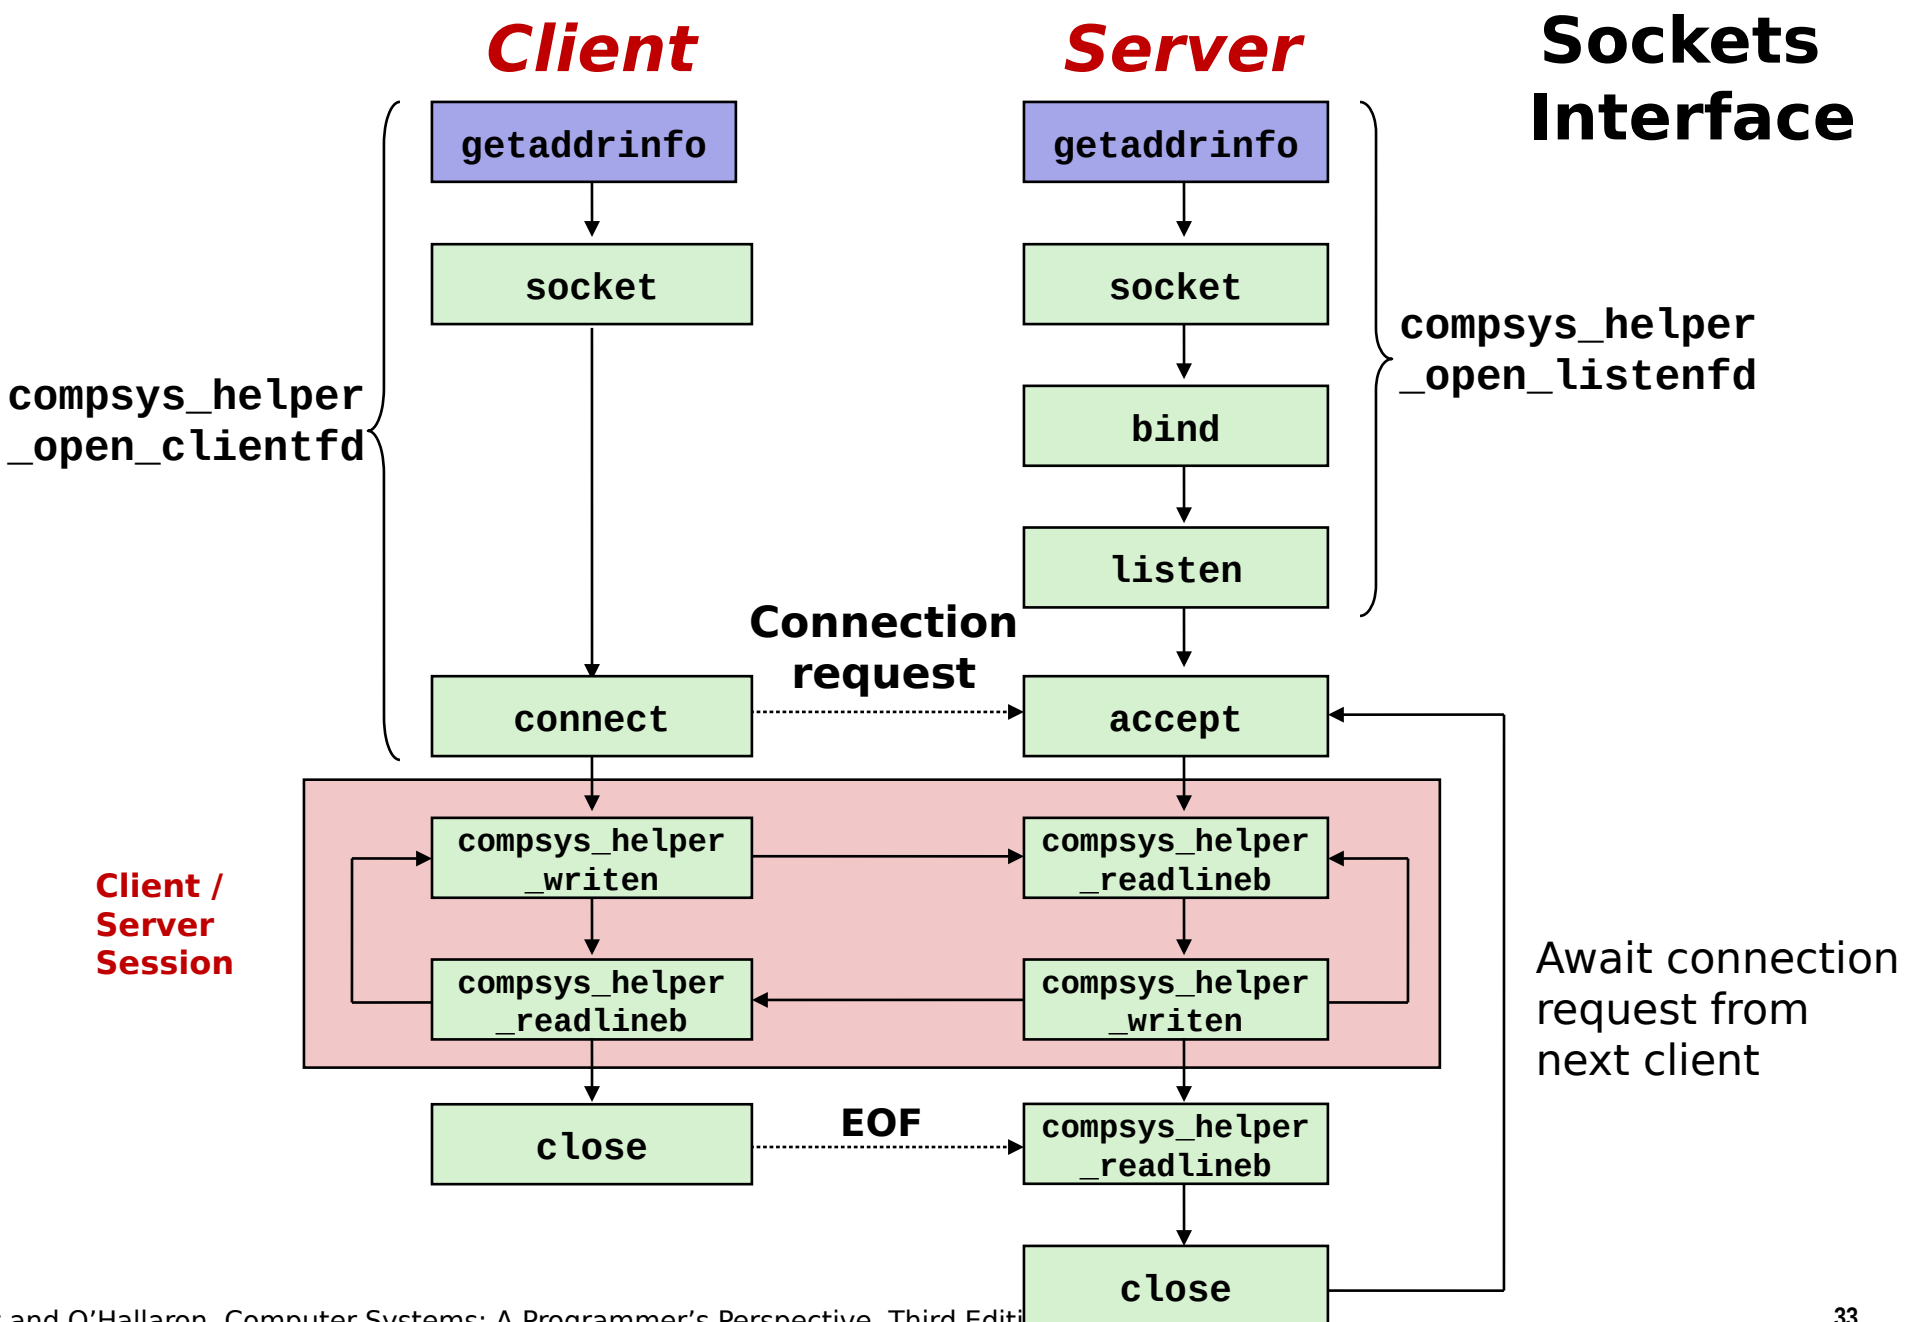 Client
Server
Sockets
Interface
getaddrinfo
getaddrinfo
socket
socket
compsys_helper
_open_listenfd
compsys_helper
_open_clientfd
bind
listen
Connection
request
connect
accept
Client /
Server
Session
compsys_helper
_writen
compsys_helper
_readlineb
compsys_helper
_readlineb
compsys_helper
_writen
Await connection
request from
next client
close
EOF
compsys_helper
_readlineb
close
and O’Hallaron, Computer Systems: A Programmer’s Perspective, Third
33